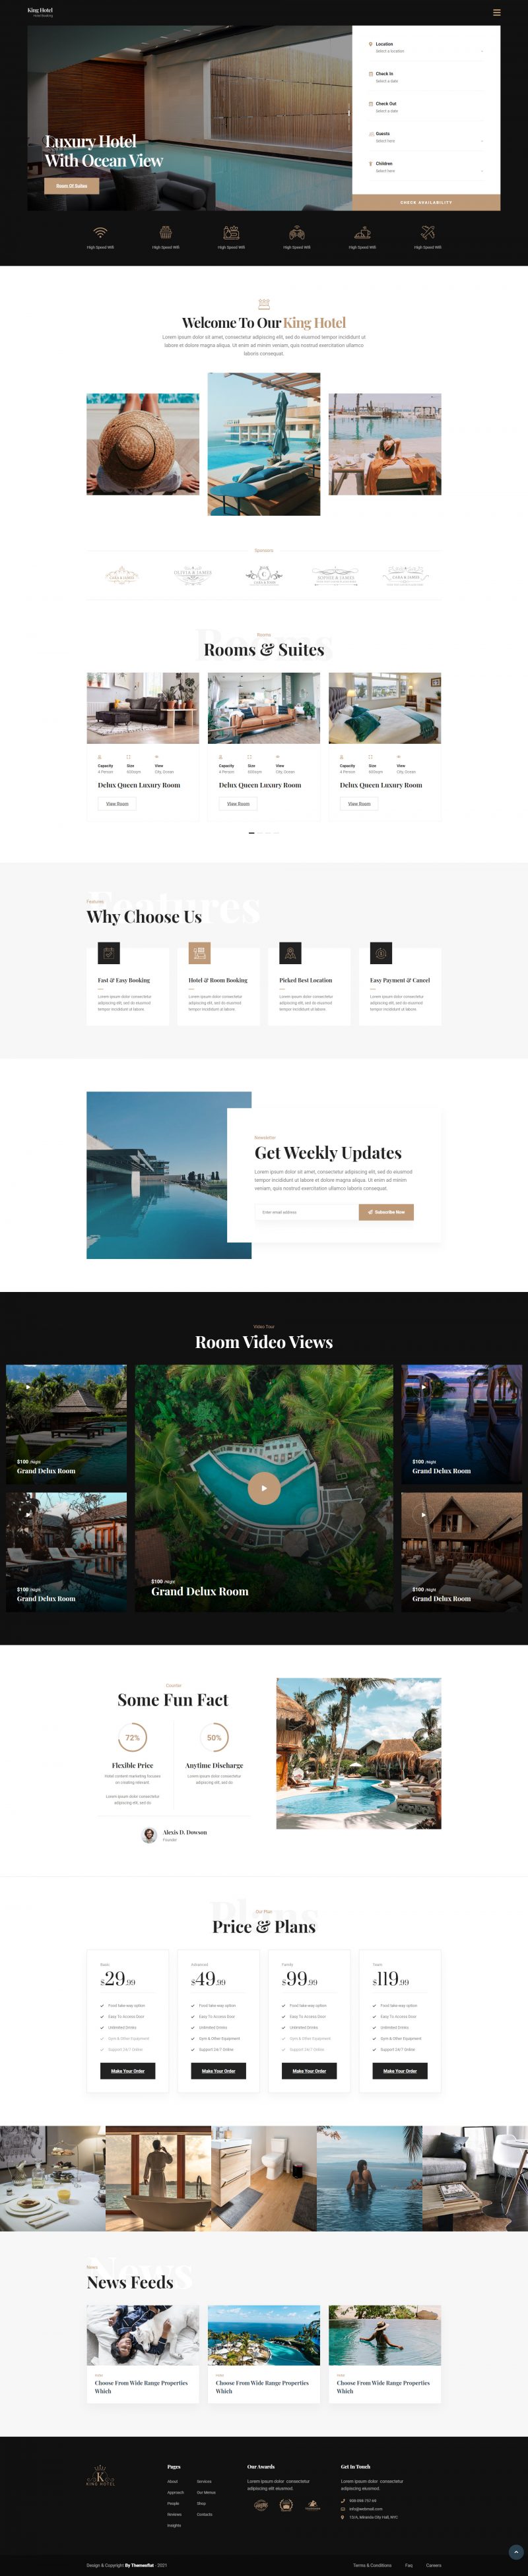 King Hotel
Hotel Booking
Luxury Hotel
With Ocean View
Room Of Suites
Location
Select a location
Check In
Select a date
Check Out
Select a date
Guests
Select here
Children
Select here
CHECK AVAILABILITY
High Speed Wifi
High Speed Wifi
High Speed Wifi
High Speed Wifi
High Speed Wifi
High Speed Wifi
Welcome To Our King Hotel
Lorem ipsum dolor sit amet, consectetur adipiscing elit, sed do eiusmod tempor incididunt ut
labore et dolore magna aliqua. Ut enim ad minim veniam, quis nostrud exercitation ullamco
laboris consequat.
Sponsors
Rooms
Rooms
Rooms & Suites
Capacity Size View
4 Person 600sqm City, Ocean
Delux Queen Luxury Room
View Room
Capacity Size View
4 Person 600sqm City, Ocean
Delux Queen Luxury Room
View Room
Capacity Size View
4 Person 600sqm City, Ocean
Delux Queen Luxury Room
View Room
Features
Features
Why Choose Us
Fast & Easy Booking
Lorem ipsum dolor consectetur
adipiscing elit, sed do eiusmod
tempor incididunt ut labore.
Hotel & Room Booking
Lorem ipsum dolor consectetur
adipiscing elit, sed do eiusmod
tempor incididunt ut labore.
Picked Best Location
Lorem ipsum dolor consectetur
adipiscing elit, sed do eiusmod
tempor incididunt ut labore.
Easy Payment & Cancel
Lorem ipsum dolor consectetur
adipiscing elit, sed do eiusmod
tempor incididunt ut labore.
Newsletter
Get Weekly Updates
Lorem ipsum dolor sit amet, consectetur adipiscing elit, sed do eiusmod
tempor incididunt ut labore et dolore magna aliqua. Ut enim ad minim
veniam, quis nostrud exercitation ullamco laboris consequat.
Enter email address
Subscribe Now
Video Tour
Room Video Views
$100 /Night
Grand Delux Room
$100 /Night
Grand Delux Room
$100 /Night
Grand Delux Room
$100 /Night
Grand Delux Room
$100 /Night
Grand Delux Room
Counter
Some Fun Fact
72%
Flexible Price
Hotel content marketing focuses
on creating relevant
Lorem ipsum dolor consectetur
adipiscing elit, sed do
50%
Anytime Discharge
Lorem ipsum dolor consectetur
adipiscing elit, sed do
Alexis D. Dowson
Founder
Plans
Our Plan
Price & Plans
Basic
$29.99
Food take-way option
Easy To Access Door
Unlimited Drinks
Gym & Other Equipment
Support 24/7 Online
Make Your Order
Advanced
$49.99
Food take-way option
Easy To Access Door
Unlimited Drinks
Gym & Other Equipment
Support 24/7 Online
Make Your Order
Family
$99.99
Food take-way option
Easy To Access Door
Unlimited Drinks
Gym & Other Equipment
Support 24/7 Online
Make Your Order
$119.99
Food take-way option
Easy To Access Door
Unlimited Drinks
Gym & Other Equipment
Support 24/7 Online
Make Your Order
News
News
News Feeds
Hotel
Choose From Wide Range Properties
Which
Hotel
Choose From Wide Range Properties
Which
Hotel
Choose From Wide Range Properties
Which
K
KING HOTEL
Pages
About Services
Approach Our Menus
People Shop
Reviews Contacts
Insights
Our Awards
Lorem ipsum dolor consectetur
adipiscing elit eiusmod.
Get In Touch
Lorem ipsum dolor consectetur
adipiscing eiusmod.
info@webmail.com
Design & Copyright By Themesflat - 2021
Terms & Conditions Faq Careers